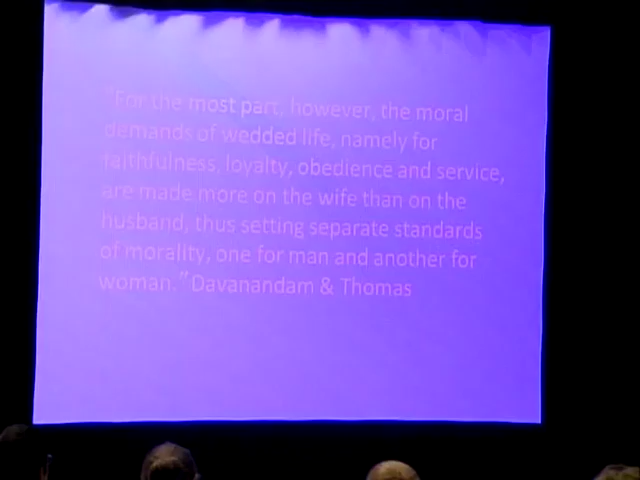 "For the most part, however, the moral
demands of wedded life, namely for
faithfulness, loyalty, obedience and service,
are made more on the wife than on the
husband, thus setting separate standards
of morality, one for man and another for
woman." Davanandam & Thomas